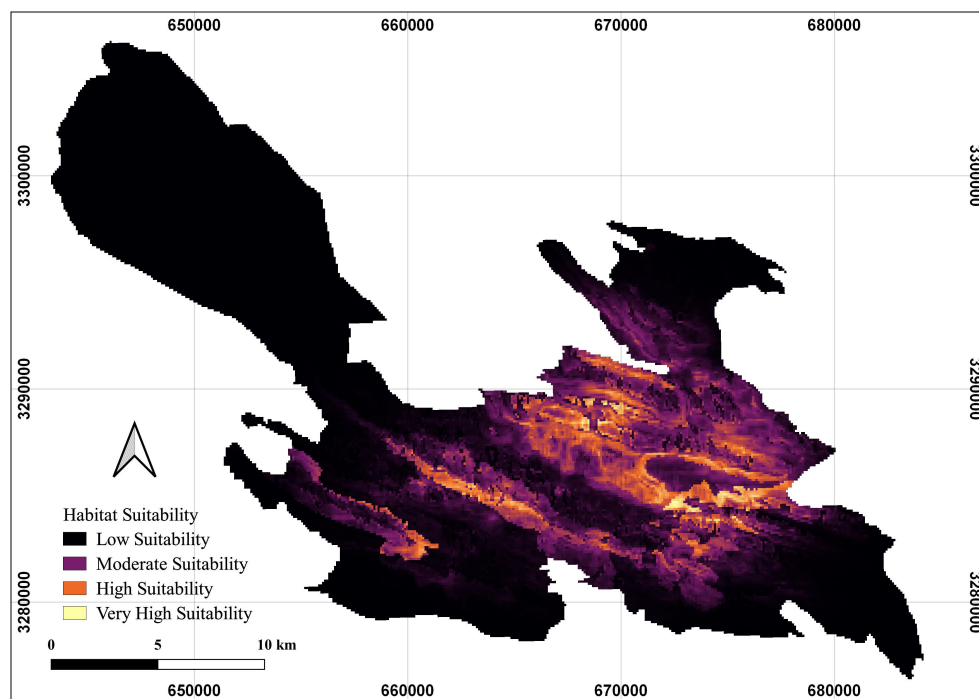 650000 660000 670000 680000
3300000 3300000
3290000 3290000
3280000 3280000
Habitat Suitability
Low Suitability
Moderate Suitability
High Suitability
Very High Suitability
0 5 10 km
650000 660000 670000 680000